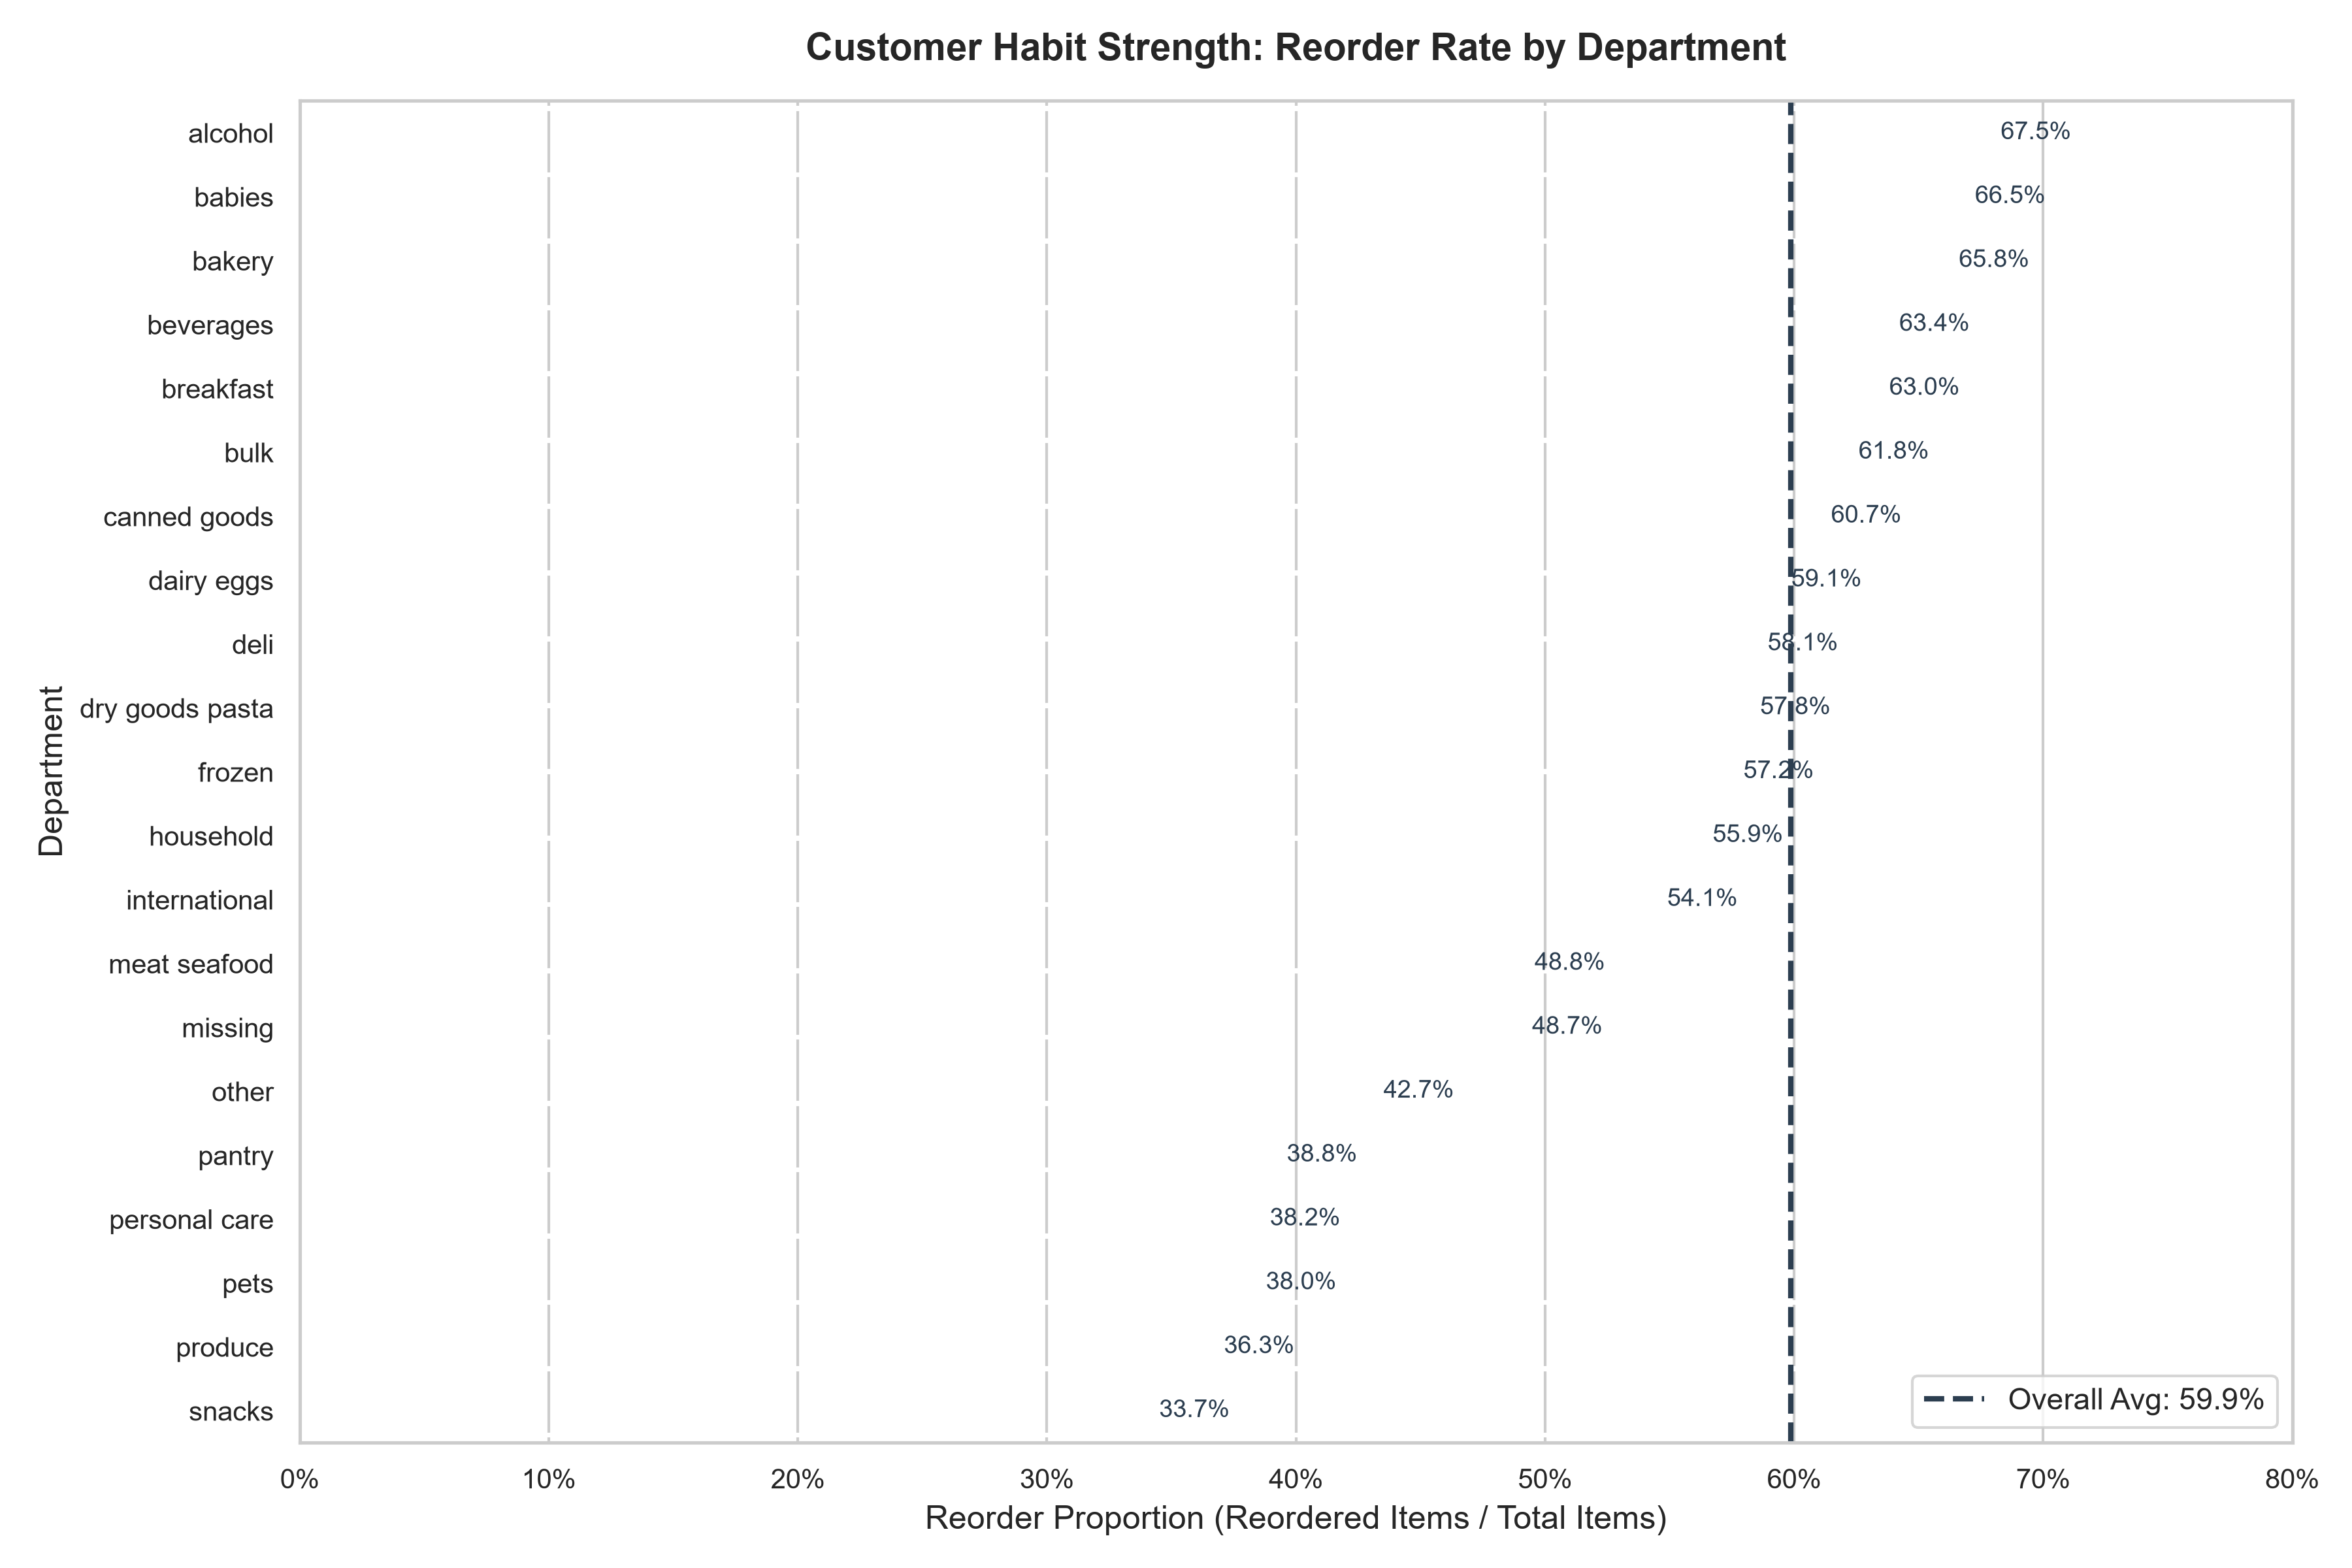 Customer Habit Strength: Reorder Rate by Department
alcohol 67.5%
babies 66.5%
bakery 65.8%
beverages 63.4%
breakfast 63.0%
bulk 61.8%
canned goods 60.7%
dairy eggs 59.1%
deli 58.1%
dry goods pasta 57.8%
frozen 57.2%
household 55.9%
international 54.1%
meat seafood 48.8%
missing 48.7%
other 42.7%
pantry 38.8%
personal care 38.2%
pets 38.0%
produce 36.3%
snacks 33.7%
Department
Overall Avg: 59.9%
0% 10% 20% 30% 40% 50% 60% 70% 80%
Reorder Proportion (Reordered Items / Total Items)